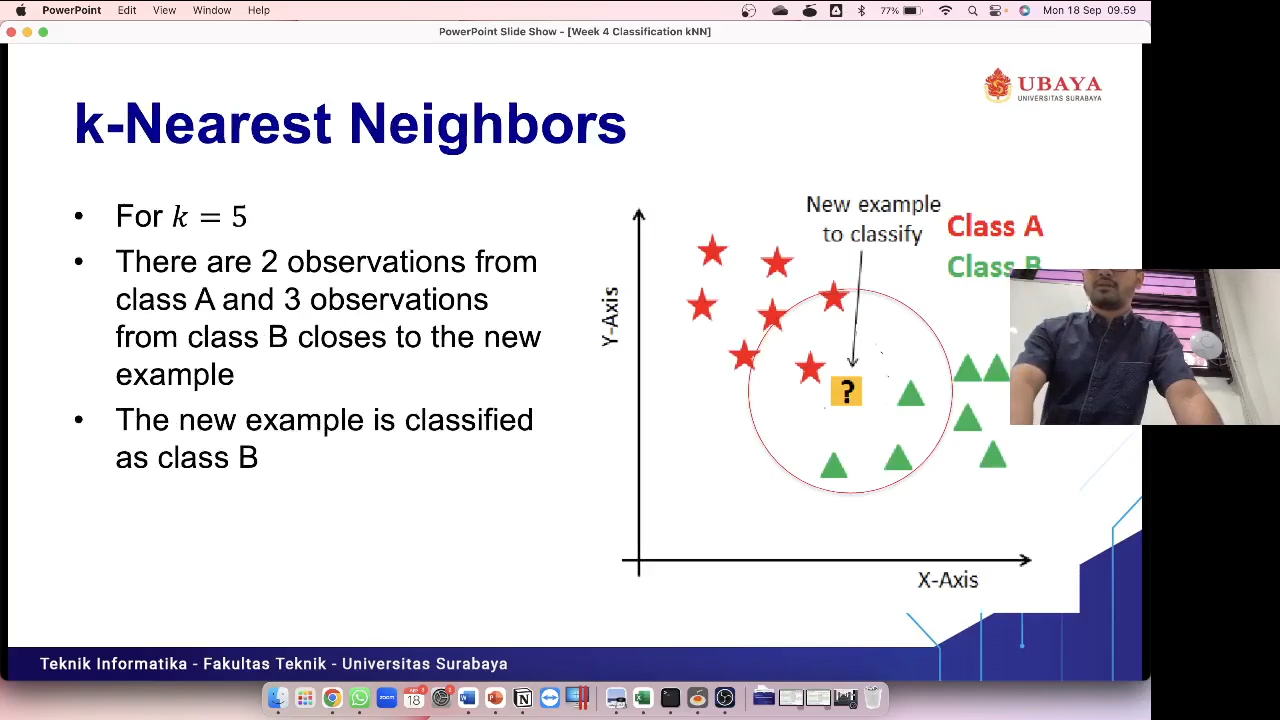 PowerPoint Edit View Window Help 77% Mon 18 Sep 09.59
PowerPoint Slide Show - [Week 4 Classification kNN]
UBAYA
UNIVERSITAS SURABAYA
k-Nearest Neighbors
• For k = 5
• There are 2 observations from
class A and 3 observations
from class B closes to the new
example
• The new example is classified
as class B
New example
to classify
Class A
Class B
Y-Axis
?
X-Axis
Teknik Informatika - Fakultas Teknik - Universitas Surabaya
zoom
18